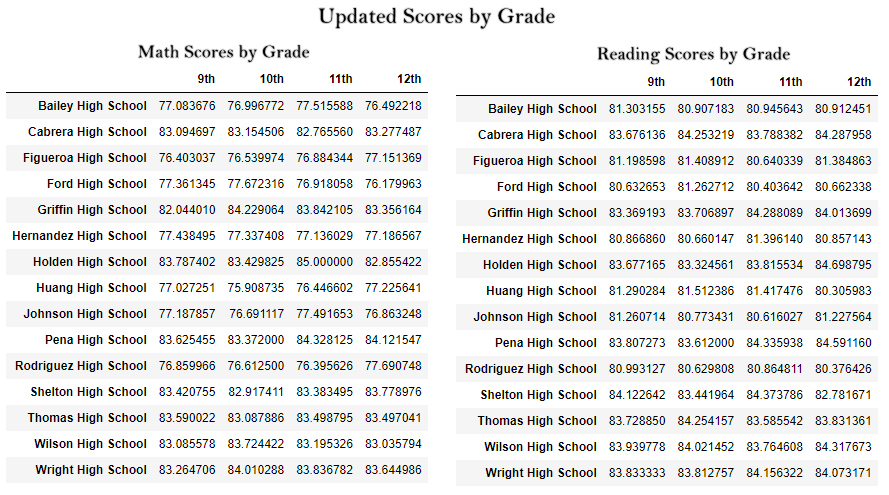 Updated Scores by Grade
Math Scores by Grade
9th 10th 11th 12th
Bailey High School 77.083676 76.996772 77.515588 76.492218
Cabrera High School 83.094697 83.154506 82.765560 83.277487
Figueroa High School 76.403037 76.539974 76.884344 77.151369
Ford High School 77.361345 77.672316 76.918058 76.179963
Griffin High School 82.044010 84.229064 83.842105 83.356164
Hernandez High School 77.438495 77.337408 77.136029 77.186567
Holden High School 83.787402 83.429825 85.000000 82.855422
Huang High School 77.027251 75.908735 76.446602 77.225641
Johnson High School 77.187857 76.691117 77.491653 76.863248
Pena High School 83.625455 83.372000 84.328125 84.121547
Rodriguez High School 76.859966 76.612500 76.395626 77.690748
Shelton High School 83.420755 82.917411 83.383495 83.778976
Thomas High School 83.590022 83.087886 83.498795 83.497041
Wilson High School 83.085578 83.724422 83.195326 83.035794
Wright High School 83.264706 84.010288 83.836782 83.644986
Reading Scores by Grade
9th 10th 11th 12th
Bailey High School 81.303155 80.907183 80.945643 80.912451
Cabrera High School 83.676136 84.253219 83.788382 84.287958
Figueroa High School 81.198598 81.408912 80.640339 81.384863
Ford High School 80.632653 81.262712 80.403642 80.662338
Griffin High School 83.369193 83.706897 84.288089 84.013699
Hernandez High School 80.866860 80.660147 81.396140 80.857143
Holden High School 83.677165 83.324561 83.815534 84.698795
Huang High School 81.290284 81.512386 81.417476 80.305983
Johnson High School 81.260714 80.773431 80.616027 81.227564
Pena High School 83.807273 83.612000 84.335938 84.591160
Rodriguez High School 80.993127 80.629808 80.864811 80.376426
Shelton High School 84.122642 83.441964 84.373786 82.781671
Thomas High School 83.728850 84.254157 83.585542 83.831361
Wilson High School 83.939778 84.021452 83.764608 84.317673
Wright High School 83.833333 83.812757 84.156322 84.073171